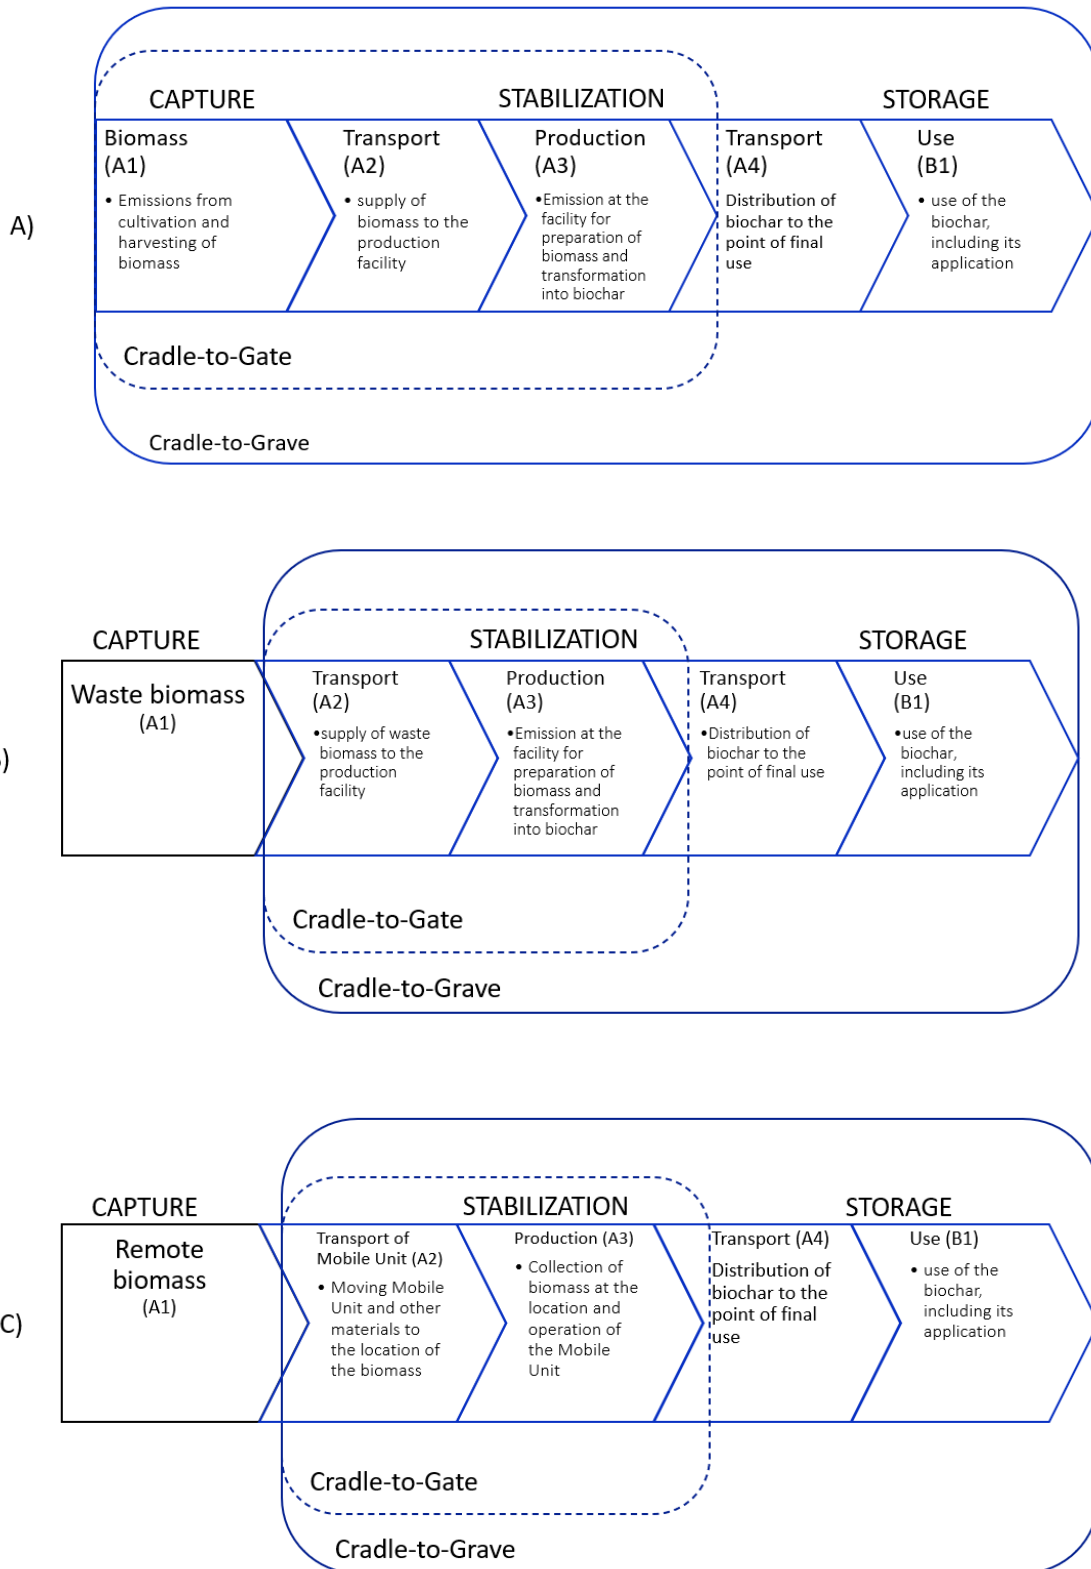 CAPTURE
STABILIZATION
STORAGE
A)
Biomass
(A1)
• Emissions from
cultivation and
harvesting of
biomass
Transport
(A2)
• supply of
biomass to the
production
facility
Production
(A3)
•Emission at the
facility for
preparation of
biomass and
transformation
into biochar
Transport
(A4)
Distribution of
biochar to the
point of final
use
Use
(B1)
• use of the
biochar,
including its
application
Cradle-to-Gate
Cradle-to-Grave
CAPTURE
STABILIZATION
STORAGE
)
Waste biomass
(A1)
Transport
(A2)
•supply of waste
biomass to the
production
facility
Production
(A3)
•Emission at the
facility for
preparation of
biomass and
transformation
into biochar
Transport
(A4)
•Distribution of
biochar to the
point of final use
Use
(B1)
•use of the
biochar,
including its
application
Cradle-to-Gate
Cradle-to-Grave
CAPTURE
STABILIZATION
STORAGE
C)
Remote
biomass
(A1)
Transport of
Mobile Unit (A2)
• Moving Mobile
Unit and other
materials to
the location of
the biomass
Production (A3)
• Collection of
biomass at the
location and
operation of
the Mobile
Unit
Transport (A4)
Distribution of
biochar to the
point of final
use
Use (B1)
• use of the
biochar,
including its
application
Cradle-to-Gate
Cradle-to-Grave